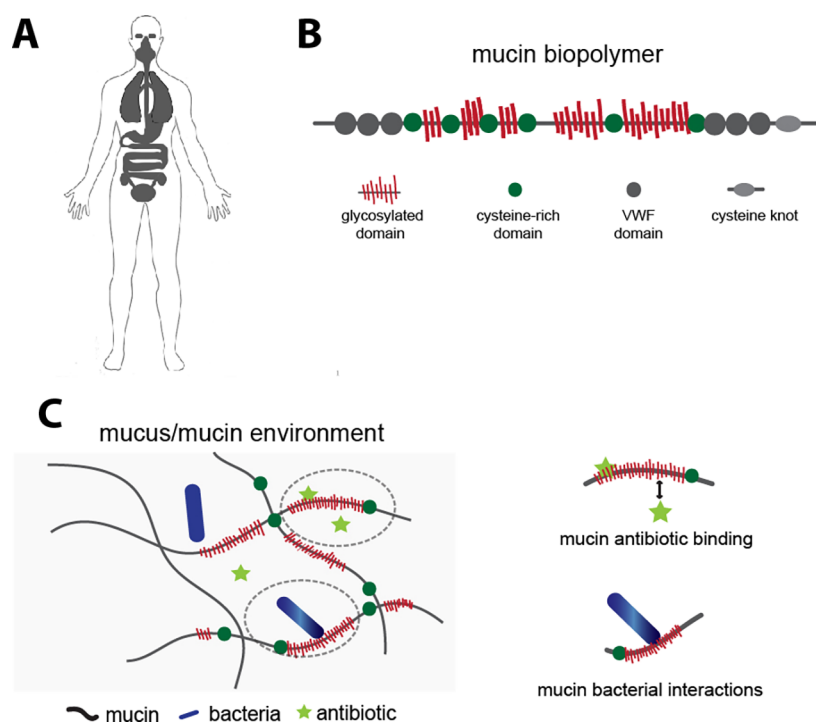 A
B
mucin biopolymer
glycosylated
domain
cysteine-rich
domain
VWF
domain
cysteine knot
C
mucus/mucin environment
mucin antibiotic binding
mucin bacterial interactions
mucin
bacteria
antibiotic